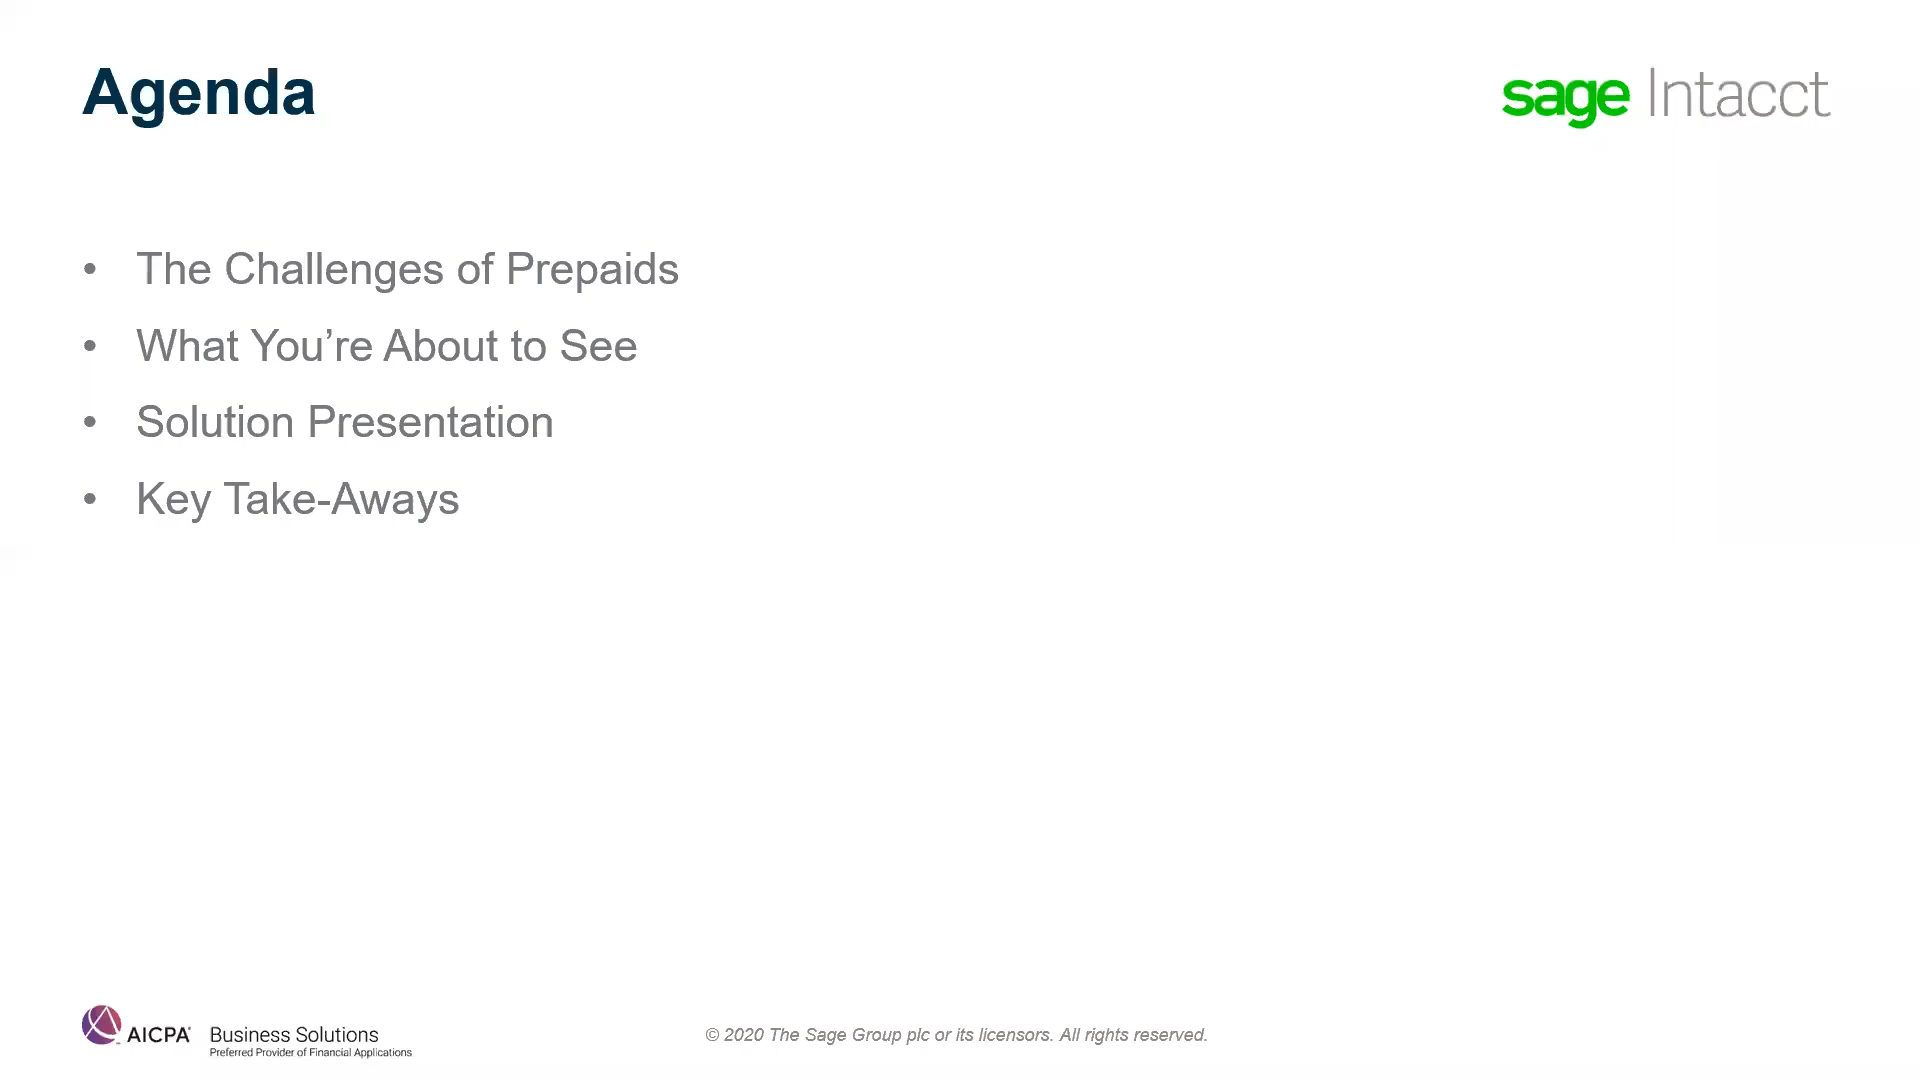 Agenda
sage Intacct
• The Challenges of Prepaids
• What You’re About to See
• Solution Presentation
• Key Take-Aways
AICPA® Business Solutions
Preferred Provider of Financial Applications
© 2020 The Sage Group plc or its licensors. All rights reserved.